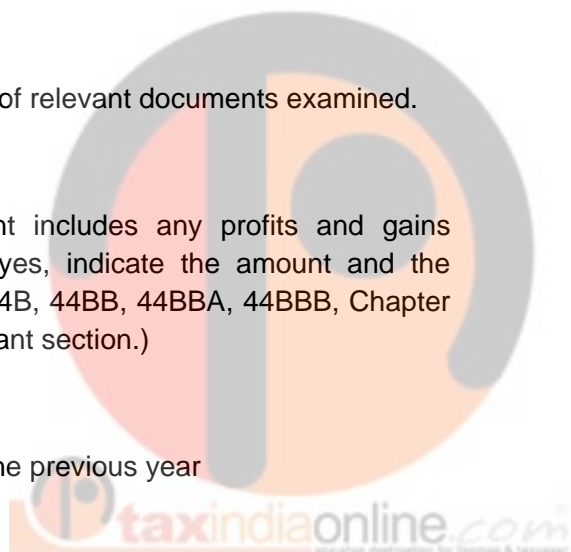 of relevant documents examined.
nt includes any profits and gains
yes, indicate the amount and the
4B, 44BB, 44BBA, 44BBB, Chapter
ant section.)
he previous year
taxindiaonline.com